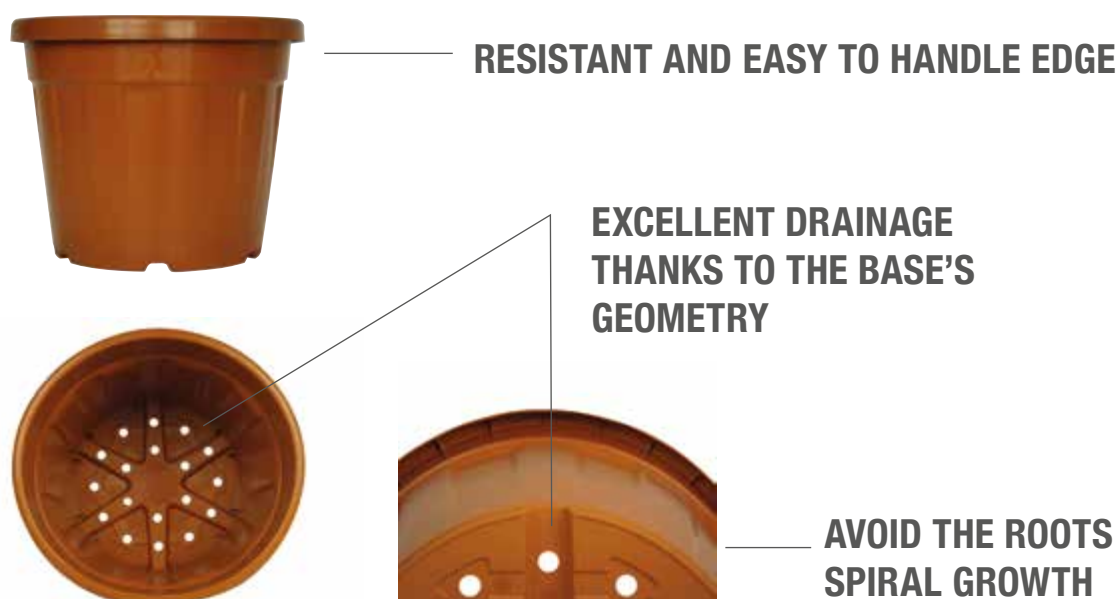 RESISTANT AND EASY TO HANDLE EDGE
EXCELLENT DRAINAGE
THANKS TO THE BASE'S
GEOMETRY
AVOID THE ROOTS
SPIRAL GROWTH